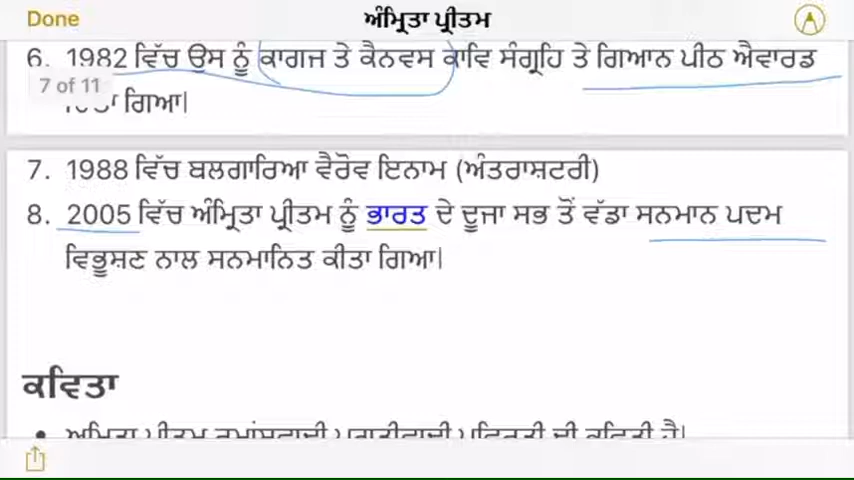 Done
ਅੰਮ੍ਰਿਤਾ ਪ੍ਰੀਤਮ
6. 1982 ਵਿੱਚ ਉਸ ਨੂੰ ਕਾਗਜ ਤੇ ਕੈਨਵਸ ਕਾਵਿ ਸੰਗ੍ਰਹਿ ਤੇ ਗਿਆਨ ਪੀਠ ਐਵਾਰਡ
7 of 11
ਗਿਆ।
7. 1988 ਵਿੱਚ ਬਲਗਾਰਿਆ ਵੈਰੋਵ ਇਨਾਮ (ਅੰਤਰਾਸ਼ਟਰੀ)
8. 2005 ਵਿੱਚ ਅੰਮ੍ਰਿਤਾ ਪ੍ਰੀਤਮ ਨੂੰ ਭਾਰਤ ਦੇ ਦੂਜਾ ਸਭ ਤੋਂ ਵੱਡਾ ਸਨਮਾਨ ਪਦਮ
ਵਿਭੂਸ਼ਣ ਨਾਲ ਸਨਮਾਨਿਤ ਕੀਤਾ ਗਿਆ।
ਕਵਿਤਾ